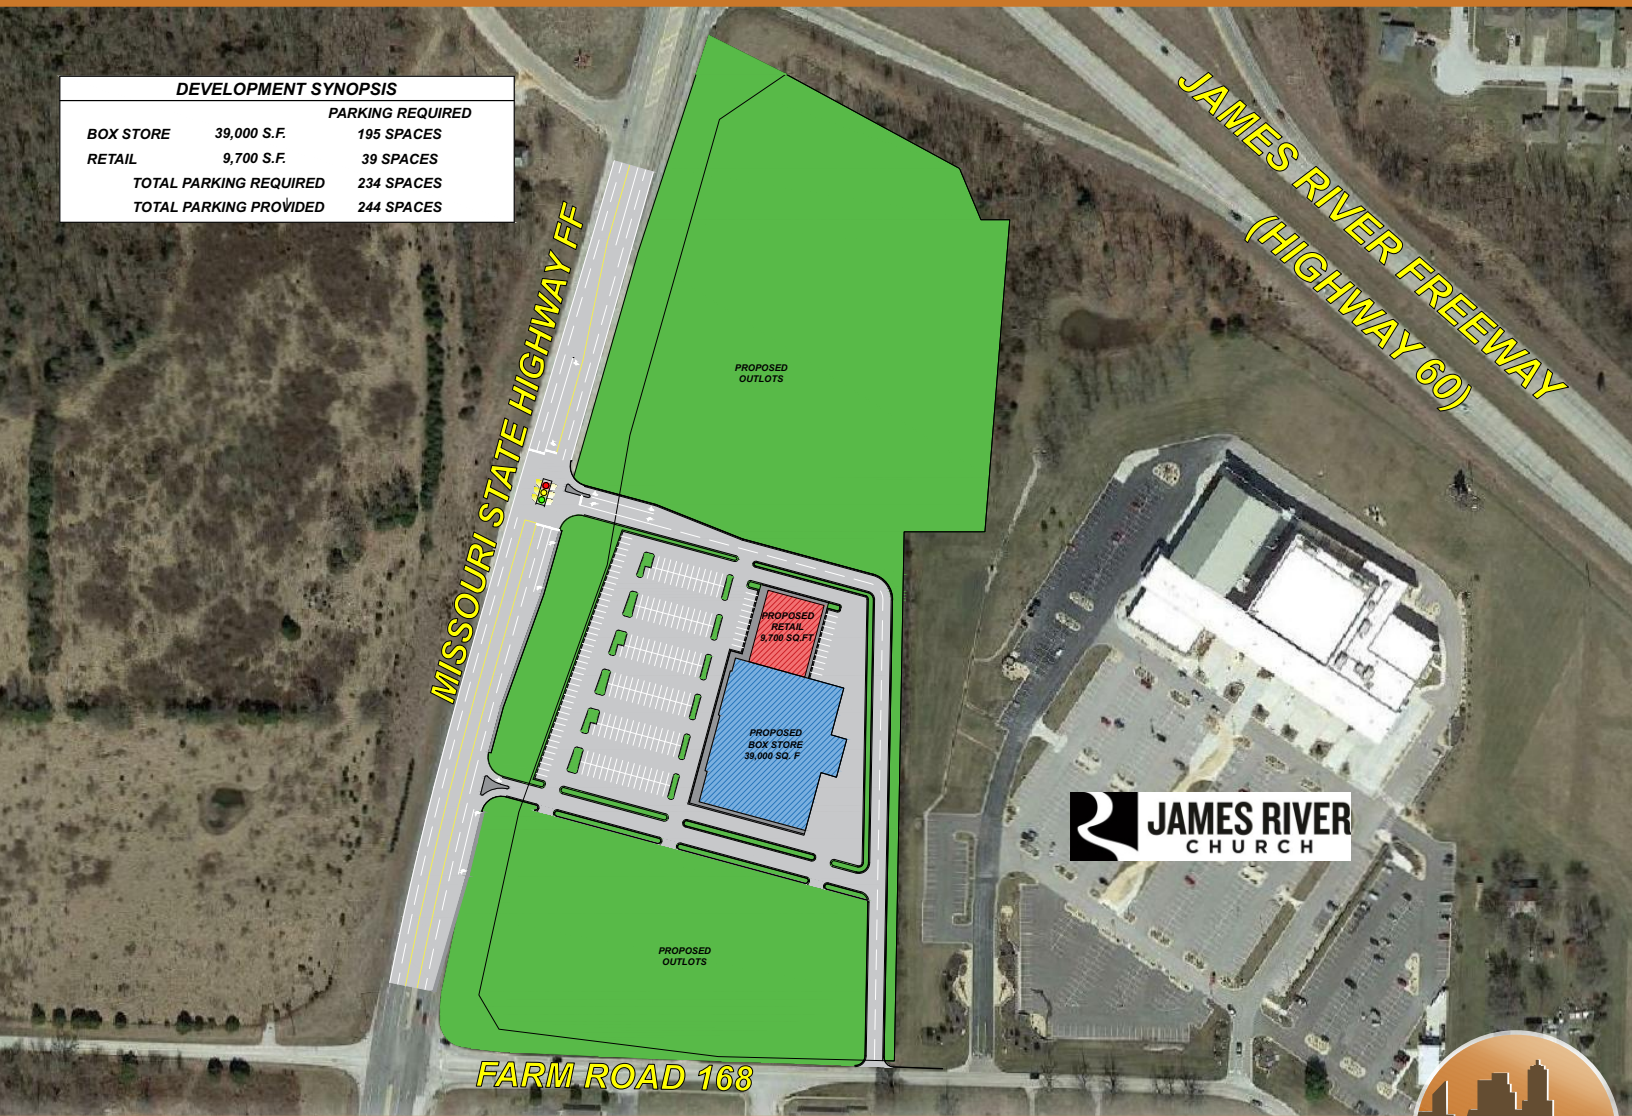 DEVELOPMENT SYNOPSIS
PARKING REQUIRED
BOX STORE 39,000 S.F. 195 SPACES
RETAIL 9,700 S.F. 39 SPACES
TOTAL PARKING REQUIRED 234 SPACES
TOTAL PARKING PROVIDED 244 SPACES
JAMES RIVER FREEWAY
(HIGHWAY 60)
MISSOURI STATE HIGHWAY FF
PROPOSED
OUTLOTS
PROPOSED
RETAIL
9,700 SQ.FT
PROPOSED
BOX STORE
39,000 SQ. F
JAMES RIVER
CHURCH
PROPOSED
OUTLOTS
FARM ROAD 168